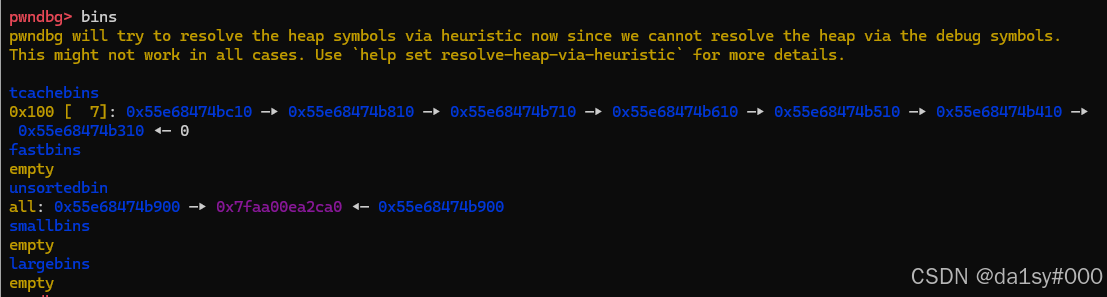 pwndbg> bins
pwndbg will try to resolve the heap symbols via heuristic now since we cannot resolve the heap via the debug symbols.
This might not work in all cases. Use `help set resolve-heap-via-heuristic` for more details.
tcachebins
0x100 [  7]: 0x55e68474bc10 —▸ 0x55e68474b810 —▸ 0x55e68474b710 —▸ 0x55e68474b610 —▸ 0x55e68474b510 —▸ 0x55e68474b410 —▸
0x55e68474b310 ◂— 0
fastbins
empty
unsortedbin
all: 0x55e68474b900 —▸ 0x7faa00ea2ca0 ◂— 0x55e68474b900
smallbins
empty
largebins
empty
CSDN @da1sy#000